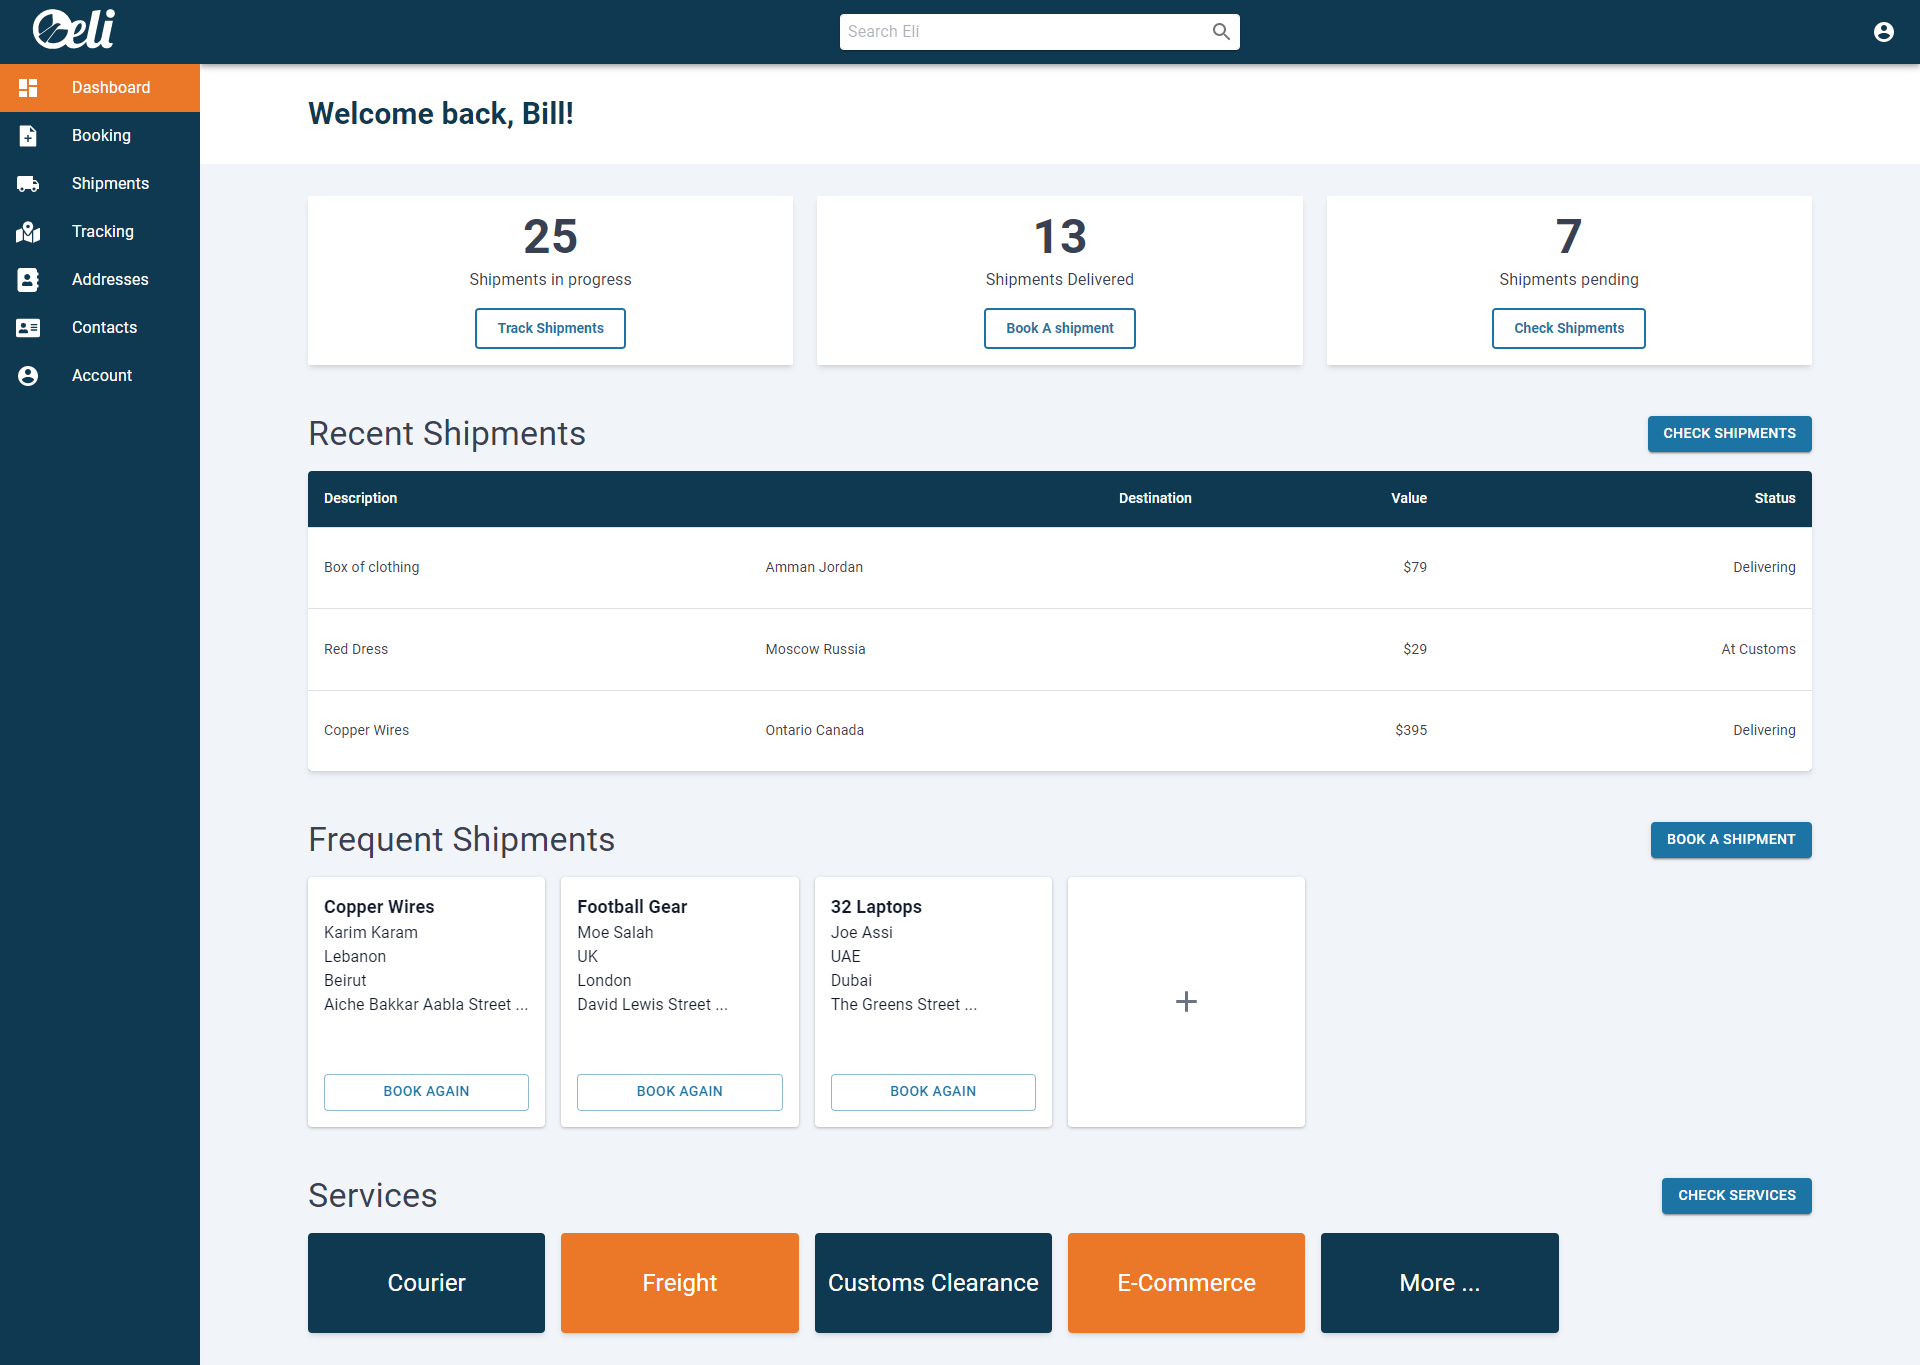 eli
Search Eli
Dashboard
Booking
Shipments
Tracking
Addresses
Contacts
Account
Welcome back, Bill!
25
Shipments in progress
Track Shipments
13
Shipments Delivered
Book A shipment
7
Shipments pending
Check Shipments
Recent Shipments
CHECK SHIPMENTS
Description Destination Value Status
Box of clothing Amman Jordan $79 Delivering
Red Dress Moscow Russia $29 At Customs
Copper Wires Ontario Canada $395 Delivering
Frequent Shipments
BOOK A SHIPMENT
Copper Wires
Karim Karam
Lebanon
Beirut
Aiche Bakkar Aabla Street ...
BOOK AGAIN
Football Gear
Moe Salah
UK
London
David Lewis Street ...
BOOK AGAIN
32 Laptops
Joe Assi
UAE
Dubai
The Greens Street ...
BOOK AGAIN
Services
CHECK SERVICES
Courier
Freight
Customs Clearance
E-Commerce
More ...